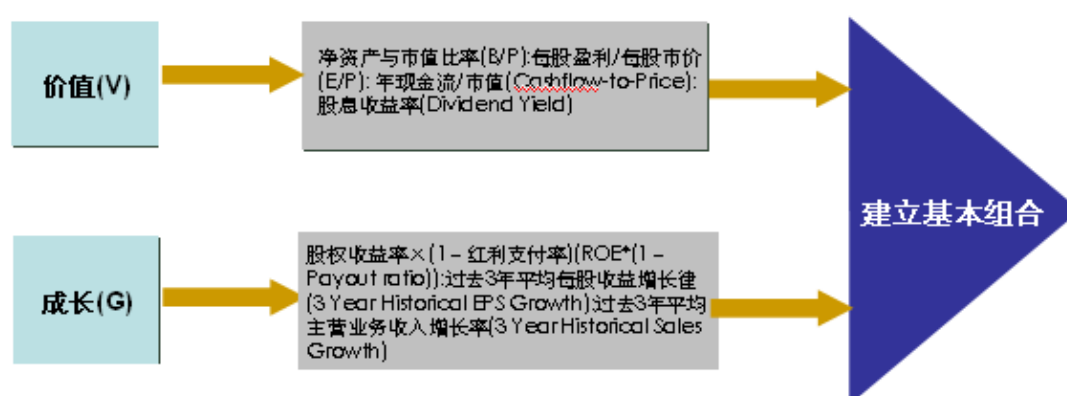 价值(V)
净资产与市值比率(B/P):每股盈利/每股市价
(E/P): 年现金流/市值(Cashflow-to-Price):
股息收益率(Dividend Yield)
建立基本组合
成长(G)
股权收益率×(1 – 红利支付率)(ROE*(1 –
Payout ratio)):过去3年平均每股收益增长律
(3 Year Historical EPS Growth):过去3年平均
主营业务收入增长率(3 Year Historical Sales
Growth)